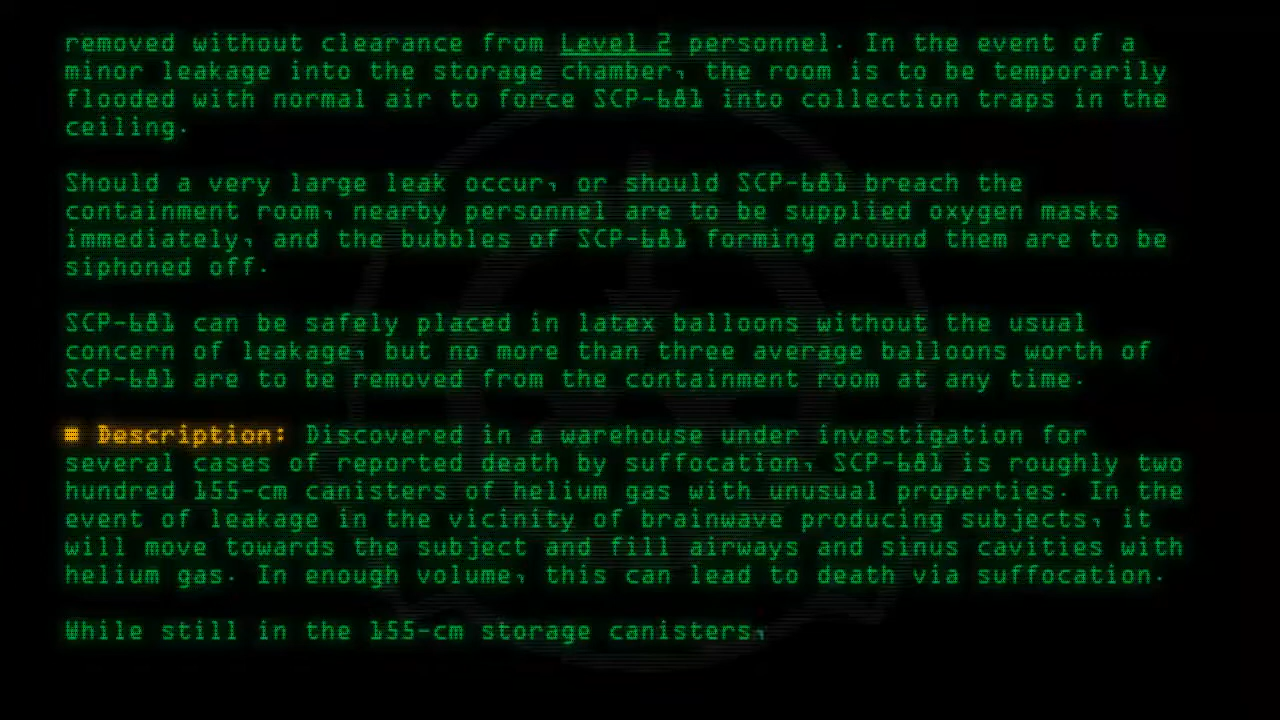 removed without clearance from Level 2 personnel. In the event of a
minor leakage into the storage chamber, the room is to be temporarily
flooded with normal air to force SCP-681 into collection traps in the
ceiling.
Should a very large leak occur, or should SCP-681 breach the
containment room, nearby personnel are to be supplied oxygen masks
immediately, and the bubbles of SCP-681 forming around them are to be
siphoned off.
SCP-681 can be safely placed in latex balloons without the usual
concern of leakage, but no more than three average balloons worth of
SCP-681 are to be removed from the containment room at any time.
■ Description: Discovered in a warehouse under investigation for
several cases of reported death by suffocation, SCP-681 is roughly two
hundred 155-cm canisters of helium gas with unusual properties. In the
event of leakage in the vicinity of brainwave producing subjects, it
will move towards the subject and fill airways and sinus cavities with
helium gas. In enough volume, this can lead to death via suffocation.
While still in the 155-cm storage canisters,